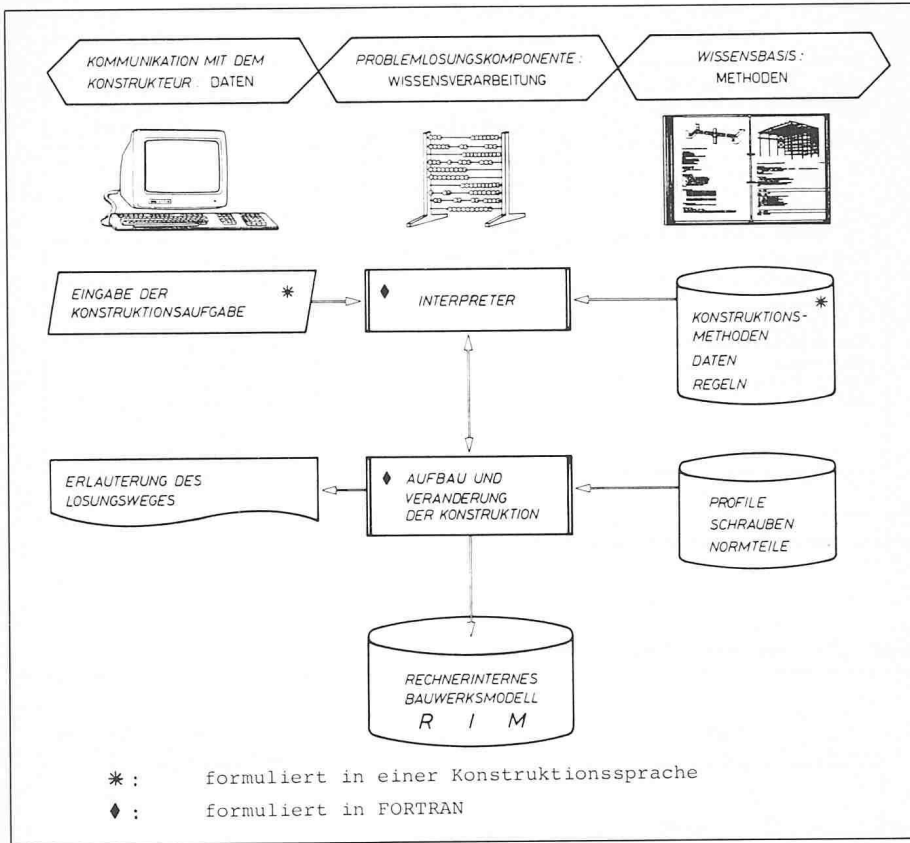 KOMMUNIKATION MIT DEM
KONSTRUKTEUR: DATEN
PROBLEMLOSUNGSKOMPONENTE:
WISSENSVERARBEITUNG
WISSENSBASIS:
METHODEN
EINGABE DER *
KONSTRUKTIONSAUFGABE
♦ INTERPRETER
KONSTRUKTIONS- *
METHODEN
DATEN
REGELN
ERLAUTERUNG DES
LOSUNGSWEGES
♦ AUFBAU UND
VERANDERUNG
DER KONSTRUKTION
PROFILE
SCHRAUBEN
NORMTEILE
RECHNERINTERNES
BAUWERKSMODELL
R I M
* : formuliert in einer Konstruktionssprache
♦ : formuliert in FORTRAN